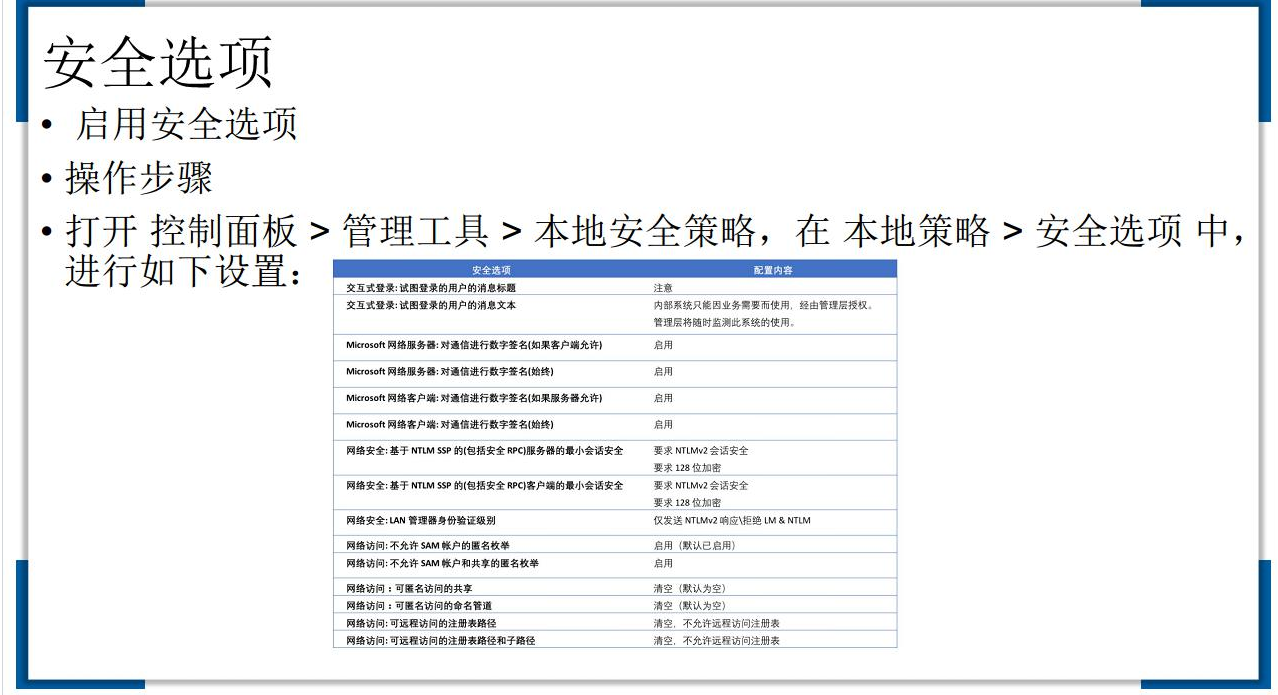 安全选项
• 启用安全选项
• 操作步骤
• 打开 控制面板 > 管理工具 > 本地安全策略，在 本地策略 > 安全选项 中，
进行如下设置：
安全选项 配置内容
交互式登录: 试图登录的用户的消息标题 注意
交互式登录: 试图登录的用户的消息文本 内部系统只能因业务需要而使用，经由管理层授权。
管理层将随时监测此系统的使用。
Microsoft 网络服务器: 对通信进行数字签名(如果客户端允许) 启用
Microsoft 网络服务器: 对通信进行数字签名(始终) 启用
Microsoft 网络客户端: 对通信进行数字签名(如果服务器允许) 启用
Microsoft 网络客户端: 对通信进行数字签名(始终) 启用
网络安全: 基于 NTLM SSP 的(包括安全 RPC)服务器的最小会话安全 要求 NTLMv2 会话安全
要求 128 位加密
网络安全: 基于 NTLM SSP 的(包括安全 RPC)客户端的最小会话安全 要求 NTLMv2 会话安全
要求 128 位加密
网络安全: LAN 管理器身份验证级别 仅发送 NTLMv2 响应\拒绝 LM & NTLM
网络访问: 不允许 SAM 帐户的匿名枚举 启用（默认已启用）
网络访问: 不允许 SAM 帐户和共享的匿名枚举 启用
网络访问：可匿名访问的共享 清空（默认为空）
网络访问：可匿名访问的命名管道 清空（默认为空）
网络访问: 可远程访问的注册表路径 清空，不允许远程访问注册表
网络访问: 可远程访问的注册表路径和子路径 清空，不允许远程访问注册表